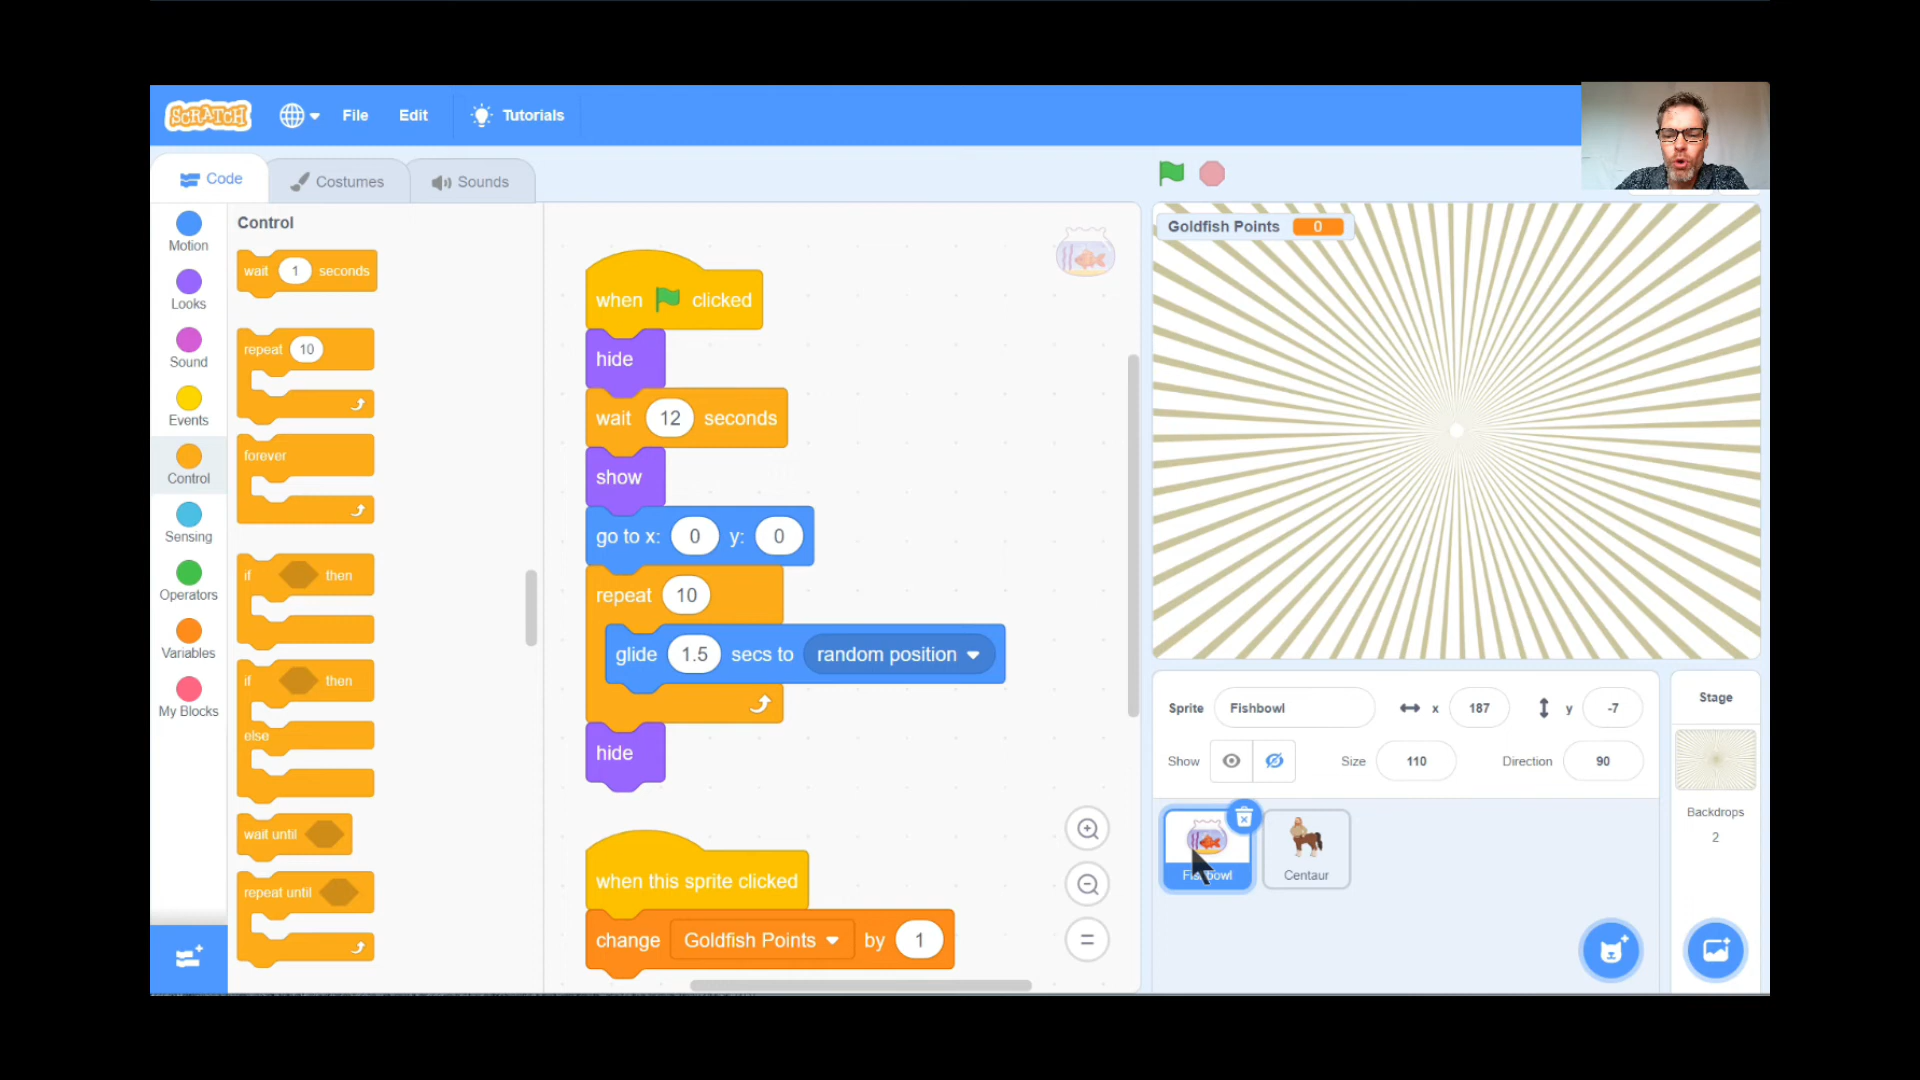 SCRATCH File Edit Tutorials
Code Costumes Sounds
Motion
Looks
Sound
Events
Control
Sensing
Operators
Variables
My Blocks
Control
wait 1 seconds
repeat 10
forever
if then
if then
else
wait until
repeat until
when clicked
hide
wait 12 seconds
show
go to x: 0 y: 0
repeat 10
glide 1.5 secs to random position
hide
when this sprite clicked
change Goldfish Points by 1
Goldfish Points 0
Sprite Fishbowl x 187 y -7
Show Size 110 Direction 90
Fishbowl
Centaur
Stage
Backdrops
2